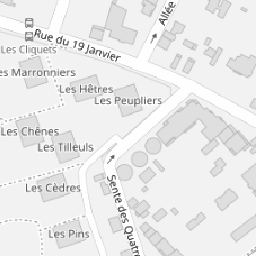 Allée
Rue du 19 Janvier
Les Cliquets
Les Marronniers
Les Hêtres
Les Peupliers
Les Chênes
Les Tilleuls
Les Cèdres
Sente des Quatre
Les Pins